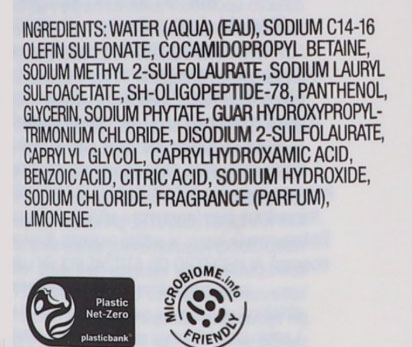 INGREDIENTS: WATER (AQUA) (EAU), SODIUM C14-16
OLEFIN SULFONATE, COCAMIDOPROPYL BETAINE,
SODIUM METHYL 2-SULFOLAURATE, SODIUM LAURYL
SULFOACETATE, SH-OLIGOPEPTIDE-78, PANTHENOL,
GLYCERIN, SODIUM PHYTATE, GUAR HYDROXYPROPYL-
TRIMONIUM CHLORIDE, DISODIUM 2-SULFOLAURATE,
CAPRYLYL GLYCOL, CAPRYLHYDROXAMIC ACID,
BENZOIC ACID, CITRIC ACID, SODIUM HYDROXIDE,
SODIUM CHLORIDE, FRAGRANCE (PARFUM),
LIMONENE.
Plastic
Net-Zero
plasticbank
MICROBIOME.info
FRIENDLY